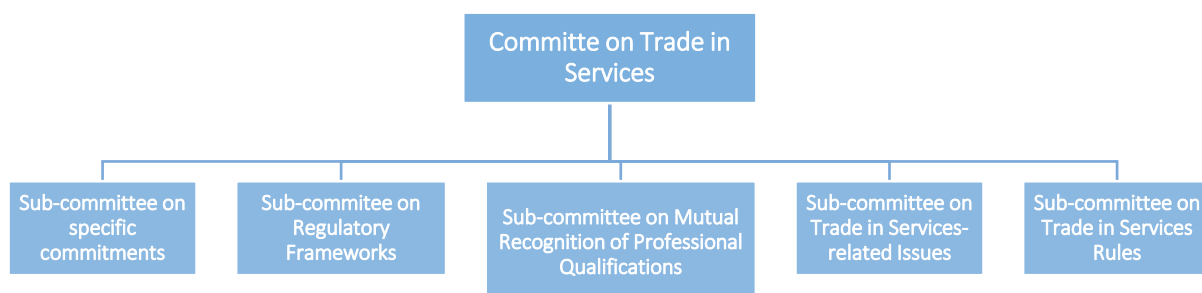 Committe on Trade in
Services
Sub-committee on
specific
commitments
Sub-commitee on
Regulatory
Frameworks
Sub-committee on Mutual
Recognition of Professional
Qualifications
Sub-committee on
Trade in Services-
related Issues
Sub-committee on
Trade in Services
Rules